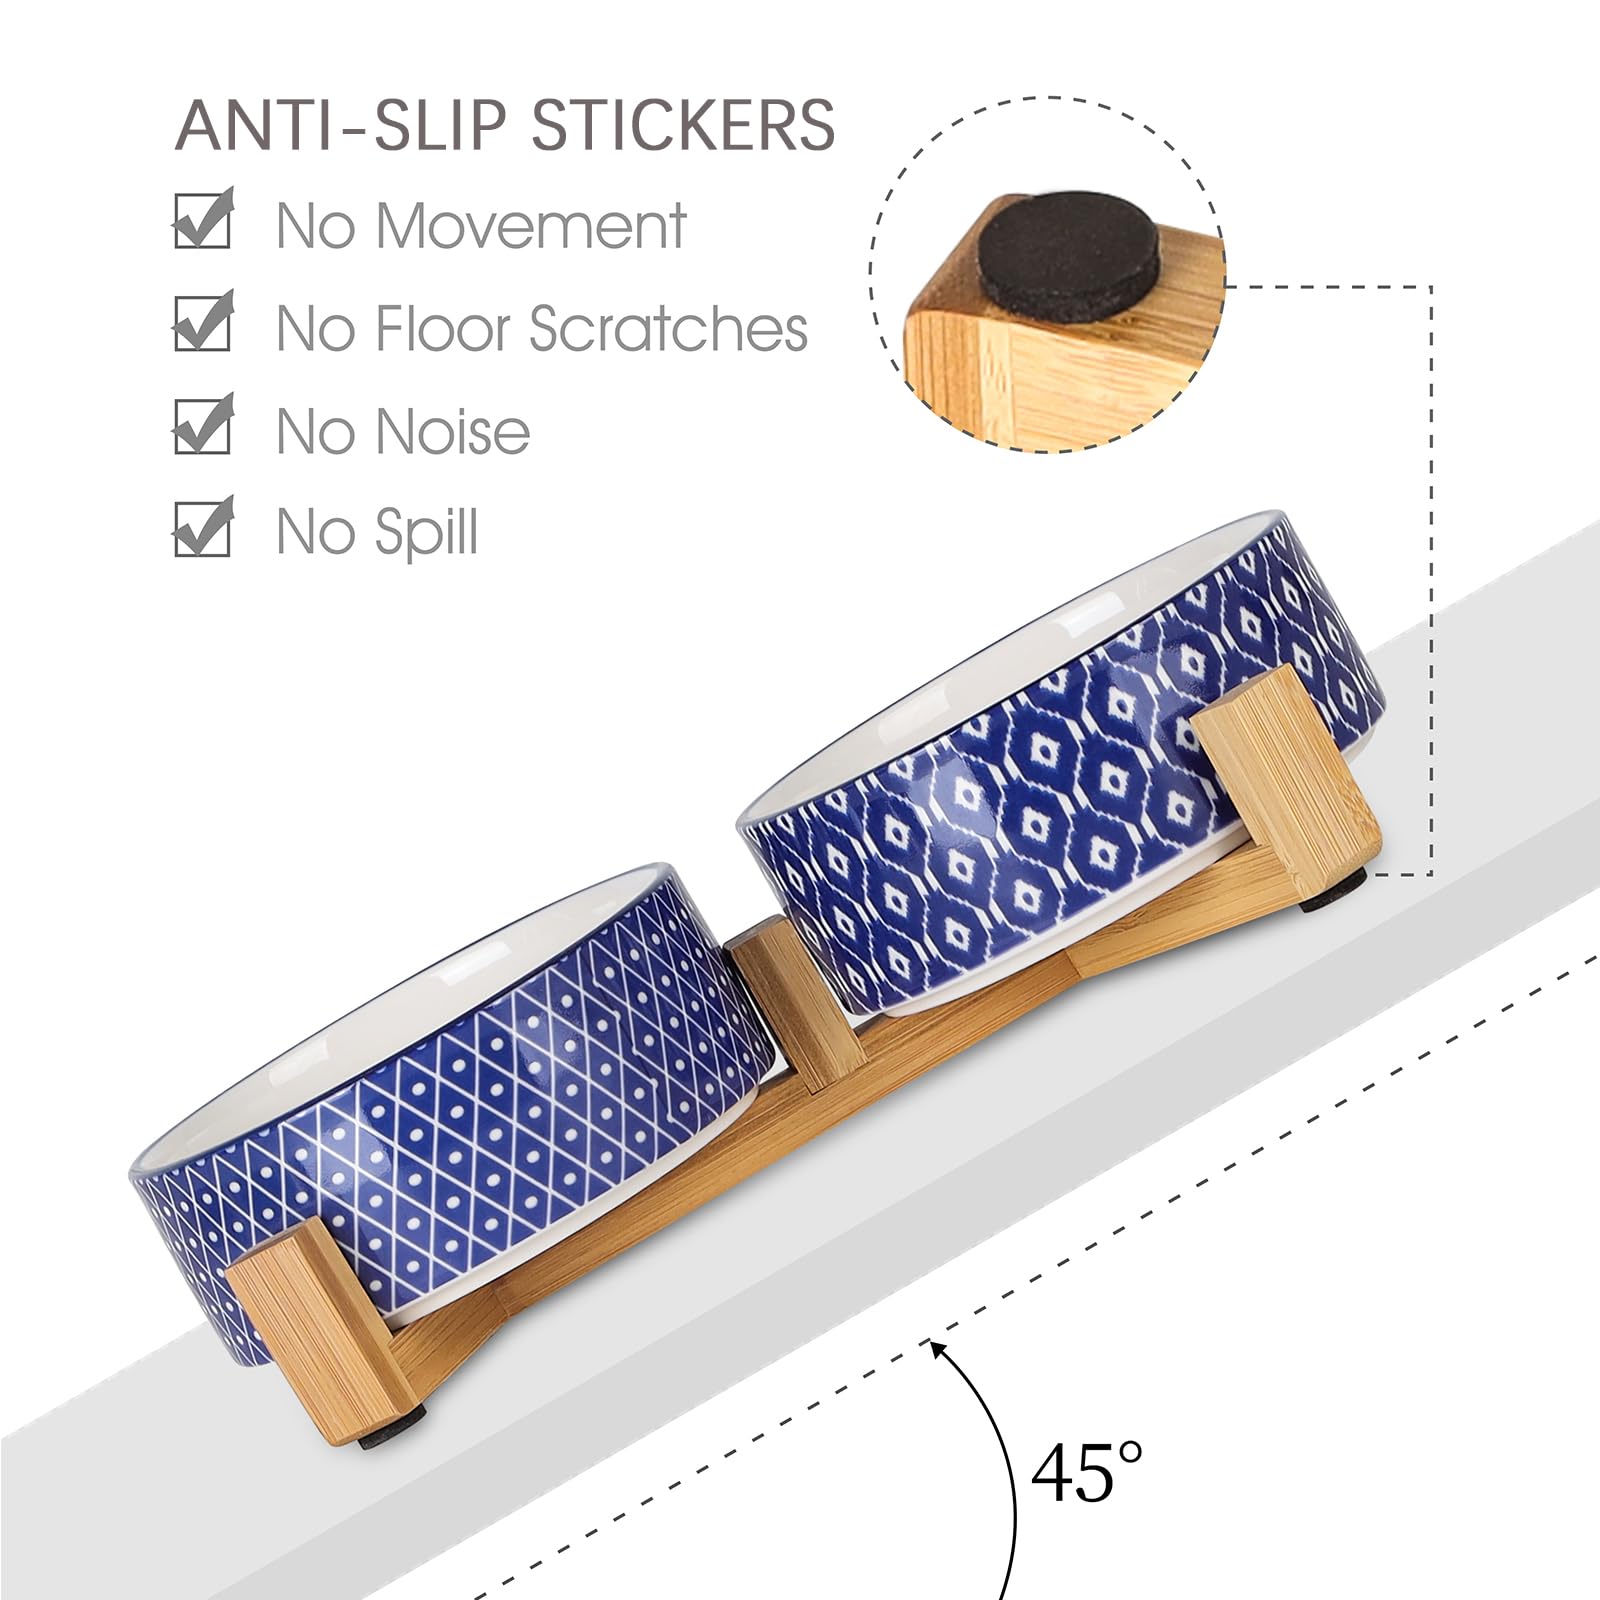 ANTI-SLIP STICKERS
No Movement
No Floor Scratches
No Noise
No Spill
45°